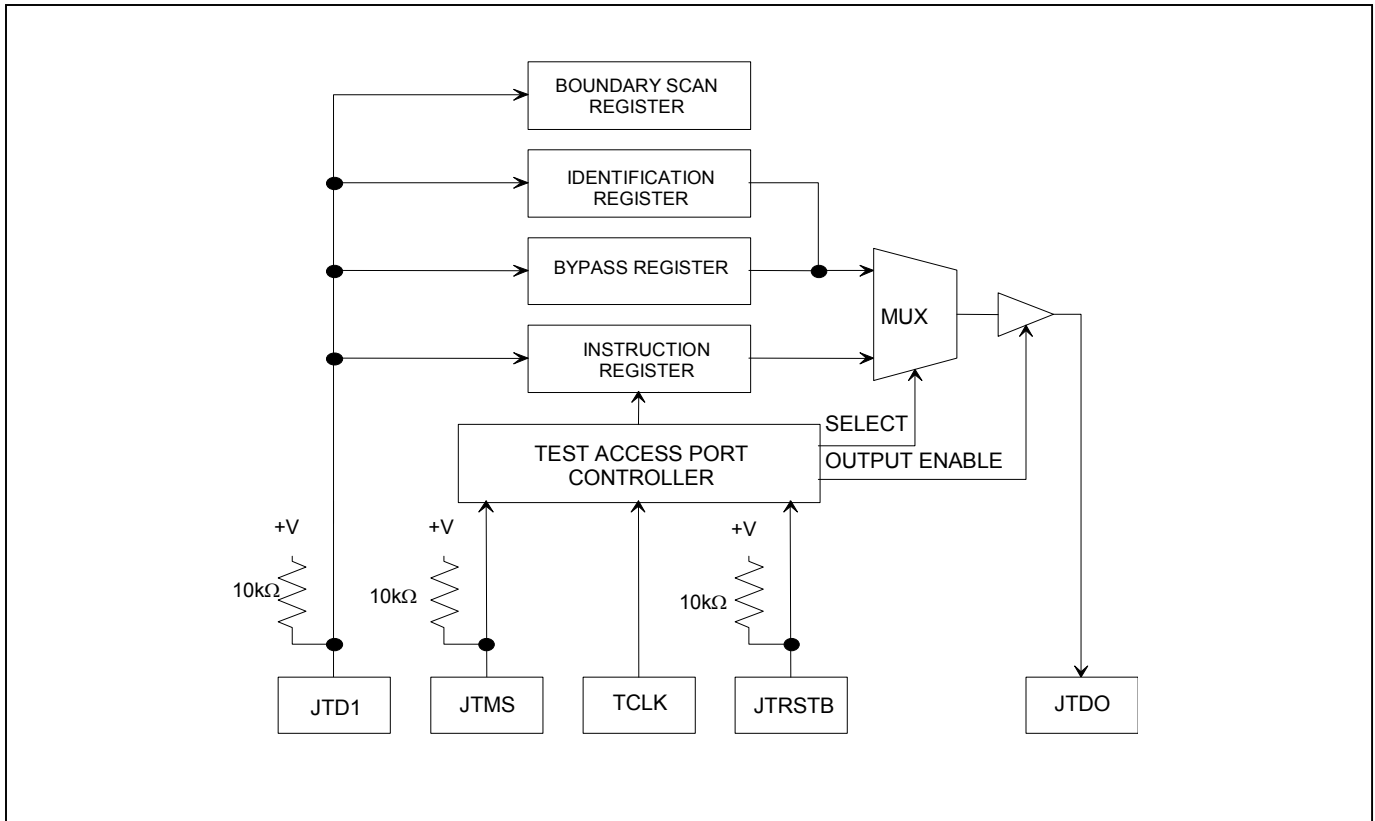 BOUNDARY SCAN
REGISTER
IDENTIFICATION
REGISTER
BYPASS REGISTER
MUX
INSTRUCTION
REGISTER
SELECT
TEST ACCESS PORT
CONTROLLER
OUTPUT ENABLE
+V
+V
+V
10kΩ
10kΩ
10kΩ
JTD1
JTMS
TCLK
JTRSTB
JTDO